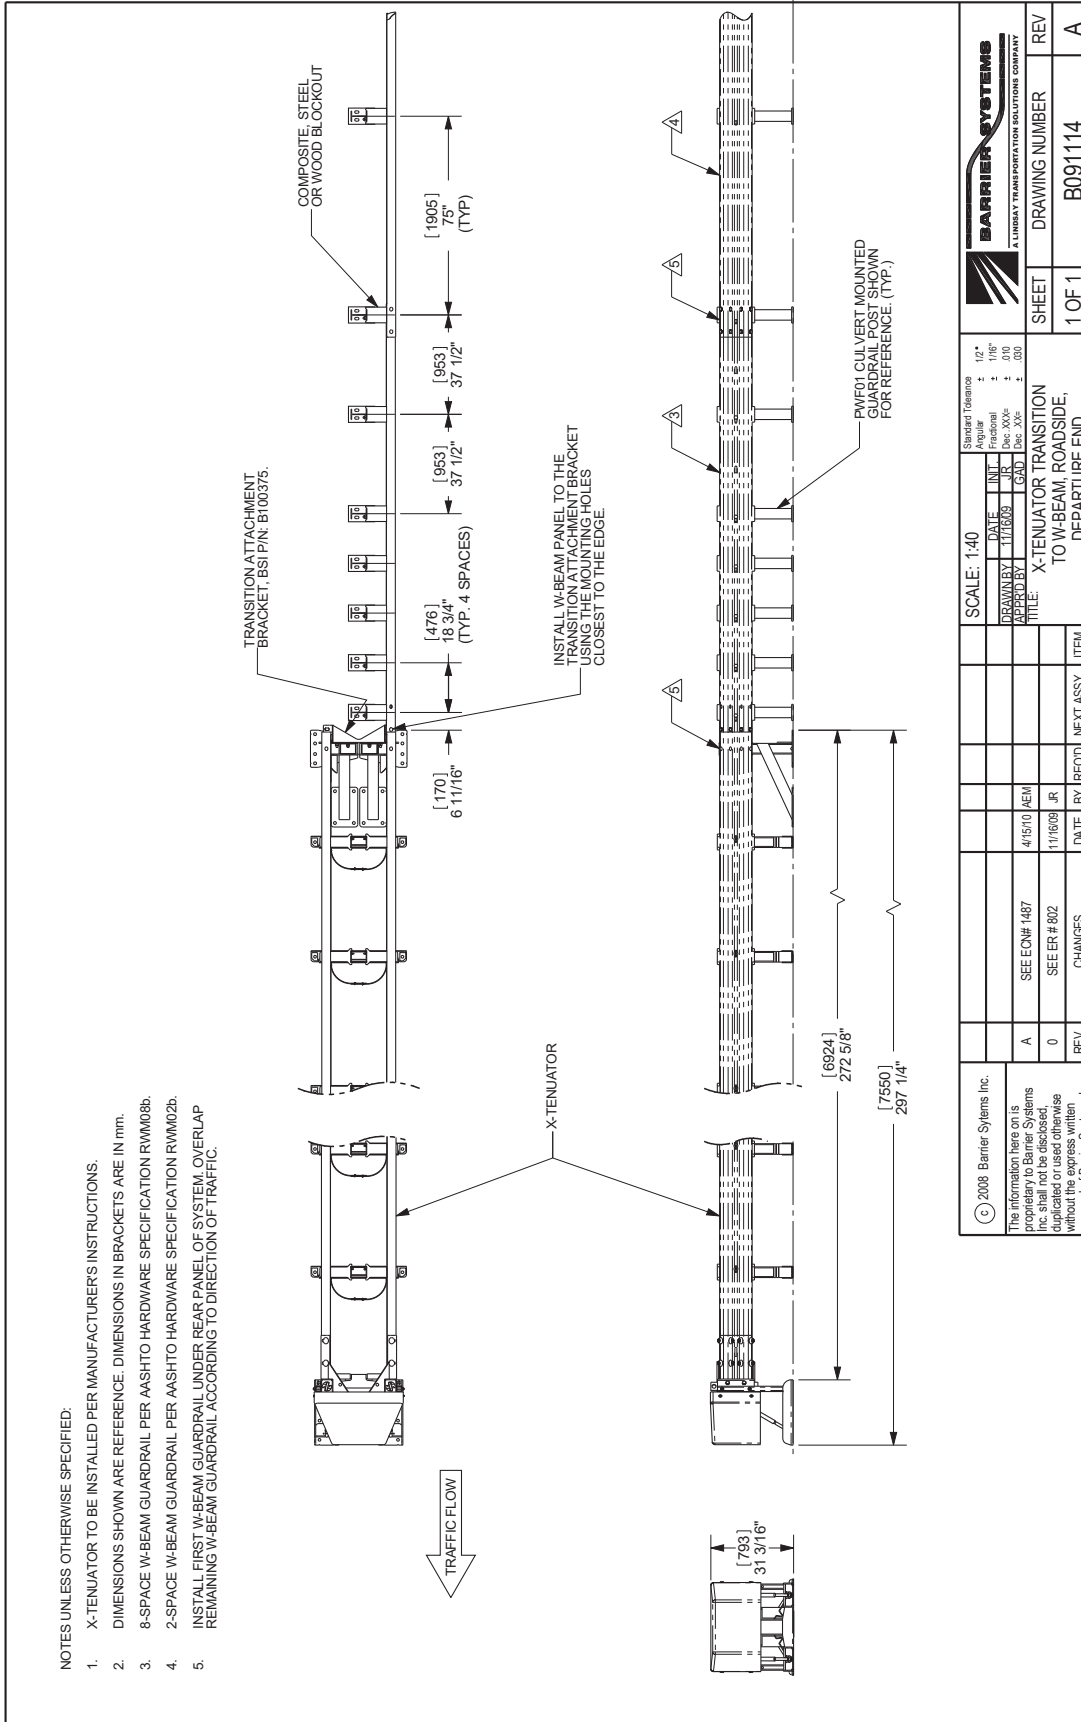 NOTES UNLESS OTHERWISE SPECIFIED:
1. X-TENUATOR TO BE INSTALLED PER MANUFACTURER'S INSTRUCTIONS.
2. DIMENSIONS SHOWN ARE REFERENCE. DIMENSIONS IN BRACKETS ARE IN mm.
3. 8-SPACE W-BEAM GUARDRAIL PER AASHTO HARDWARE SPECIFICATION RWM08b.
4. 2-SPACE W-BEAM GUARDRAIL PER AASHTO HARDWARE SPECIFICATION RWM02b.
5. INSTALL FIRST W-BEAM GUARDRAIL UNDER REAR PANEL OF SYSTEM. OVERLAP
REMAINING W-BEAM GUARDRAIL ACCORDING TO DIRECTION OF TRAFFIC.
COMPOSITE, STEEL
OR WOOD BLOCKOUT
TRANSITION ATTACHMENT
BRACKET, BSI P/N: B100375.
[1905]
75"
(TYP)
[953]
37 1/2"
[953]
37 1/2"
[476]
18 3/4"
(TYP. 4 SPACES)
[170]
6 11/16"
INSTALL W-BEAM PANEL TO THE
TRANSITION ATTACHMENT BRACKET
USING THE MOUNTING HOLES
CLOSEST TO THE EDGE.
TRAFFIC FLOW
X-TENUATOR
5
3
5
4
PWF01 CULVERT MOUNTED
GUARDRAIL POST SHOWN
FOR REFERENCE. (TYP.)
[793]
31 3/16"
[6924]
272 5/8"
[7550]
297 1/4"
© 2008 Barrier Sytems Inc.
The information here on is
proprietary to Barrier Systems
Inc. shall not be disclosed,
duplicated or used otherwise
without the express written
A SEE ECN# 1487 4/15/10 AEM
0 SEE ER # 802 11/16/09 JR
REV CHANGES DATE BY REQ'D NEXT ASSY ITEM
SCALE: 1:40
DATE INIT.
DRAWN BY 11/16/09 JR
APPR'D BY GAD
Standard Tolerance
Angular ± 1/2°
Fractional ± 1/16"
Dec .XXX= ± .010
Dec .XX= ± .030
TITLE:
X-TENUATOR TRANSITION
TO W-BEAM, ROADSIDE,
DEPARTURE END
BARRIER SYSTEMS
A LINDSAY TRANSPORTATION SOLUTIONS COMPANY
SHEET DRAWING NUMBER REV
1 OF 1 B091114 A